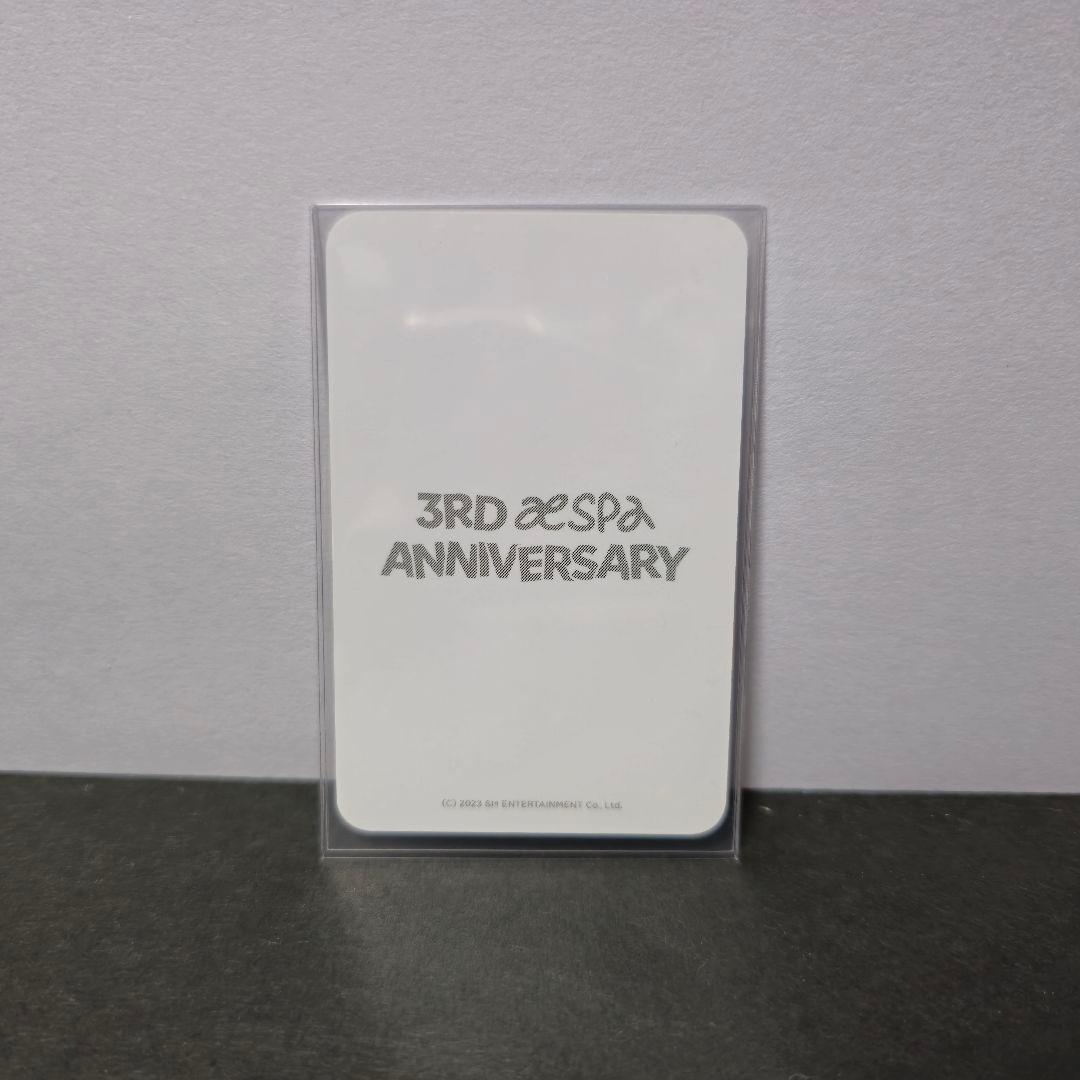 3RD æspa
ANNIVERSARY
(C) 2023 SM ENTERTAINMENT Co., Ltd.